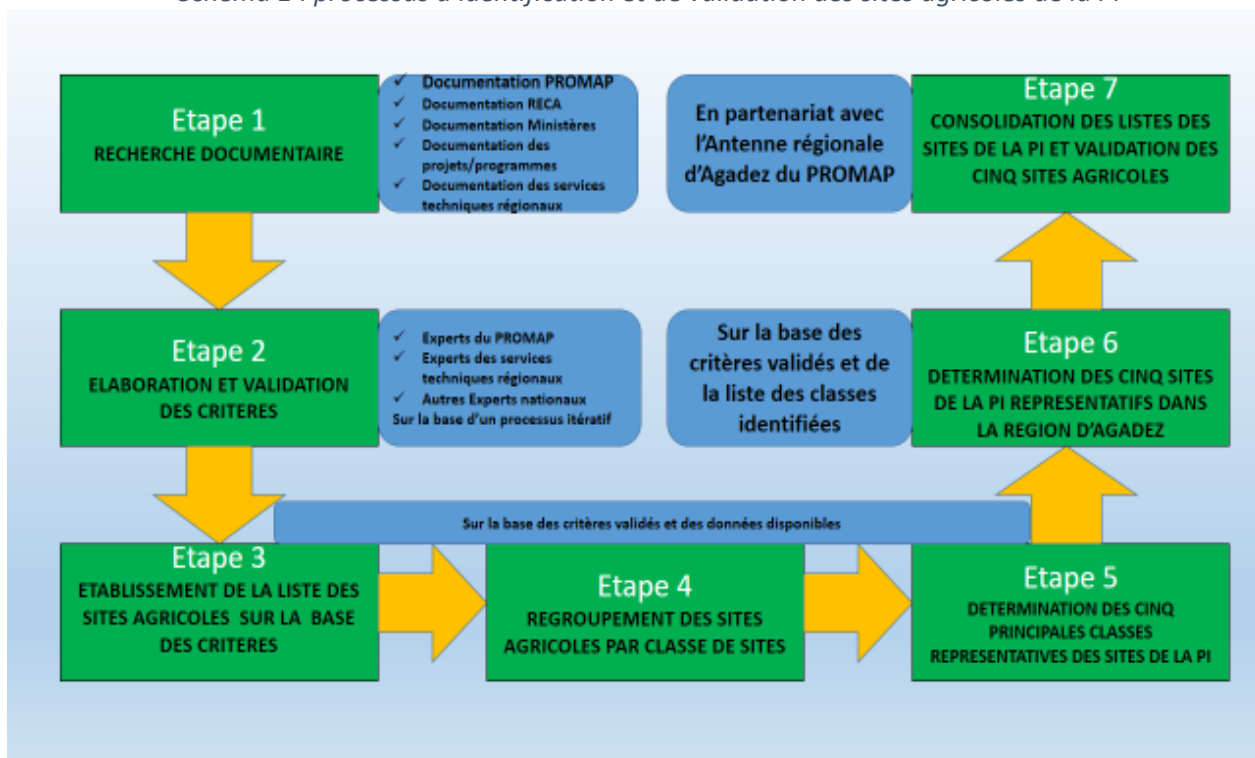 Etape 1
RECHERCHE DOCUMENTAIRE
✓ Documentation PROMAP
✓ Documentation RECA
✓ Documentation Ministères
✓ Documentation des
projets/programmes
✓ Documentation des services
techniques régionaux
En partenariat avec
l'Antenne régionale
d'Agadez du PROMAP
Etape 7
CONSOLIDATION DES LISTES DES
SITES DE LA PI ET VALIDATION DES
CINQ SITES AGRICOLES
Etape 2
ELABORATION ET VALIDATION
DES CRITERES
✓ Experts du PROMAP
✓ Experts des services
techniques régionaux
✓ Autres Experts nationaux
Sur la base d'un processus itératif
Sur la base des
critères validés et de
la liste des classes
identifiées
Etape 6
DETERMINATION DES CINQ SITES
DE LA PI REPRESENTATIFS DANS
LA REGION D'AGADEZ
Sur la base des critères validés et des données disponibles
Etape 3
ETABLISSEMENT DE LA LISTE DES
SITES AGRICOLES SUR LA BASE
DES CRITERES
Etape 4
REGROUPEMENT DES SITES
AGRICOLES PAR CLASSE DE SITES
Etape 5
DETERMINATION DES CINQ
PRINCIPALES CLASSES
REPRESENTATIVES DES SITES DE LA PI